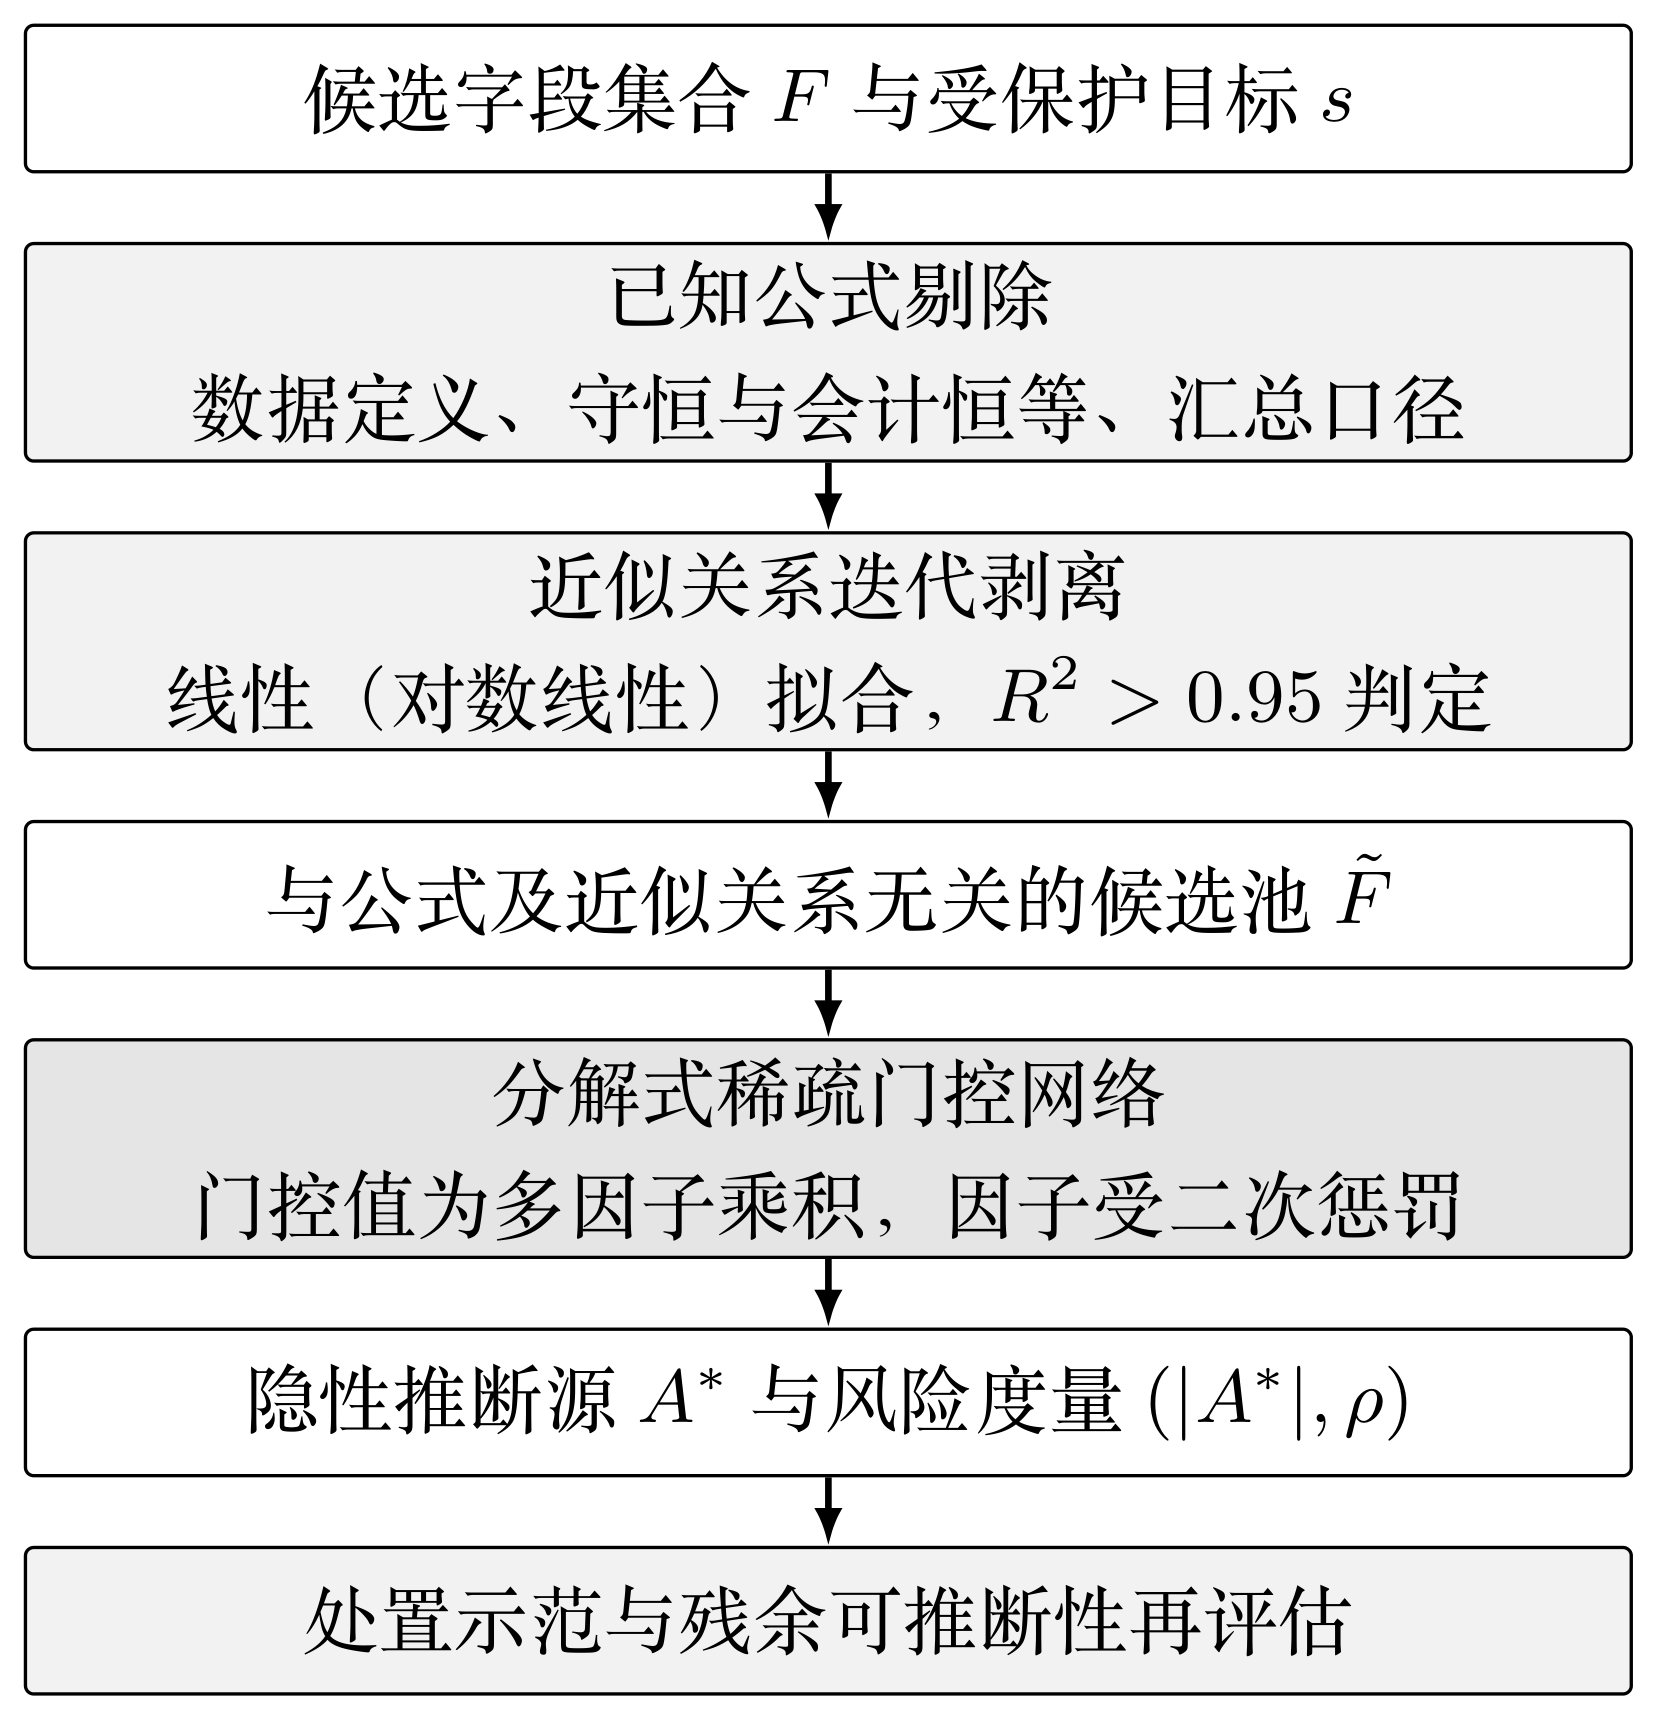 候选字段集合 F 与受保护目标 s
已知公式剔除
数据定义、守恒与会计恒等、汇总口径
近似关系迭代剥离
线性（对数线性）拟合，R² > 0.95 判定
与公式及近似关系无关的候选池 F̃
分解式稀疏门控网络
门控值为多因子乘积，因子受二次惩罚
隐性推断源 A* 与风险度量 (|A*|, ρ)
处置示范与残余可推断性再评估